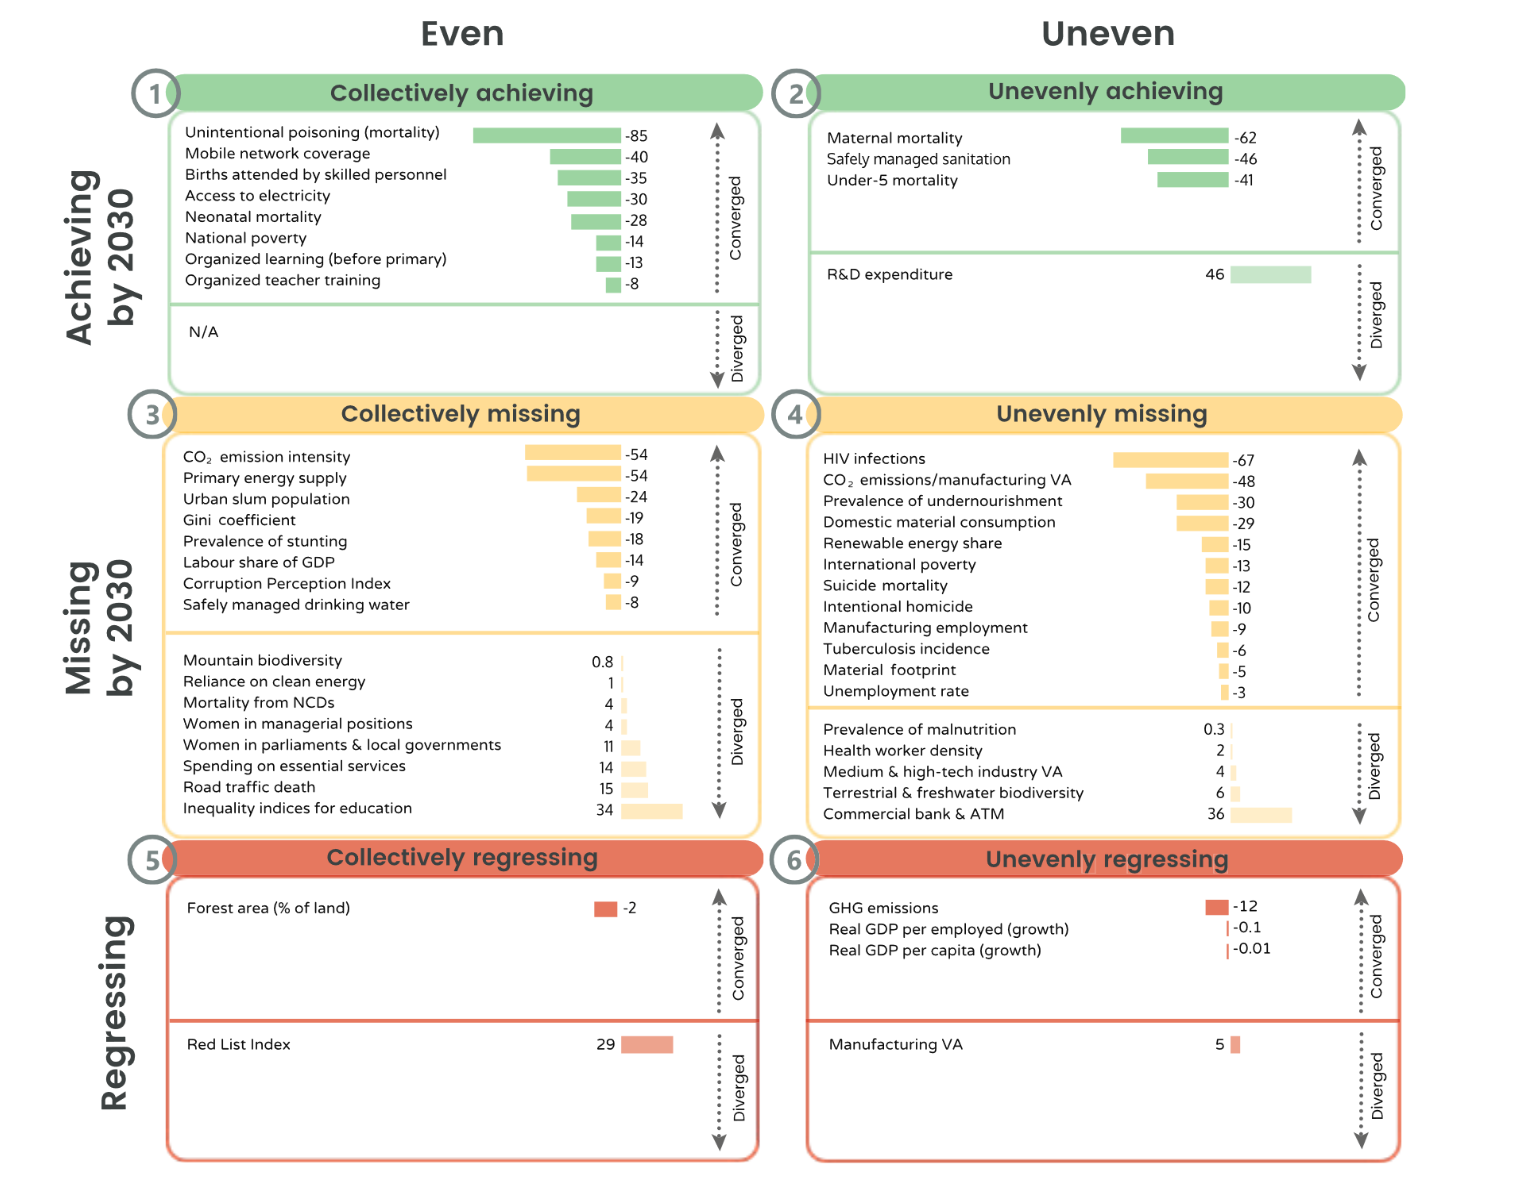 Even
Uneven
Achieving
by 2030
1
Collectively achieving
Unintentional poisoning (mortality) -85
Mobile network coverage -40
Births attended by skilled personnel -35
Access to electricity -30
Neonatal mortality -28
National poverty -14
Organized learning (before primary) -13
Organized teacher training -8
Converged
N/A
Diverged
2
Unevenly achieving
Maternal mortality -62
Safely managed sanitation -46
Under-5 mortality -41
Converged
R&D expenditure 46
Diverged
Missing
by 2030
3
Collectively missing
CO₂ emission intensity -54
Primary energy supply -54
Urban slum population -24
Gini coefficient -19
Prevalence of stunting -18
Labour share of GDP -14
Corruption Perception Index -9
Safely managed drinking water -8
Converged
Mountain biodiversity 0.8
Reliance on clean energy 1
Mortality from NCDs 4
Women in managerial positions 4
Women in parliaments & local governments 11
Spending on essential services 14
Road traffic death 15
Inequality indices for education 34
Diverged
4
Unevenly missing
HIV infections -67
CO₂ emissions/manufacturing VA -48
Prevalence of undernourishment -30
Domestic material consumption -29
Renewable energy share -15
International poverty -13
Suicide mortality -12
Intentional homicide -10
Manufacturing employment -9
Tuberculosis incidence -6
Material footprint -5
Unemployment rate -3
Converged
Prevalence of malnutrition 0.3
Health worker density 2
Medium & high-tech industry VA 4
Terrestrial & freshwater biodiversity 6
Commercial bank & ATM 36
Diverged
Regressing
5
Collectively regressing
Forest area (% of land) -2
Converged
Red List Index 29
Diverged
6
Unevenly regressing
GHG emissions -12
Real GDP per employed (growth) -0.1
Real GDP per capita (growth) -0.01
Converged
Manufacturing VA 5
Diverged